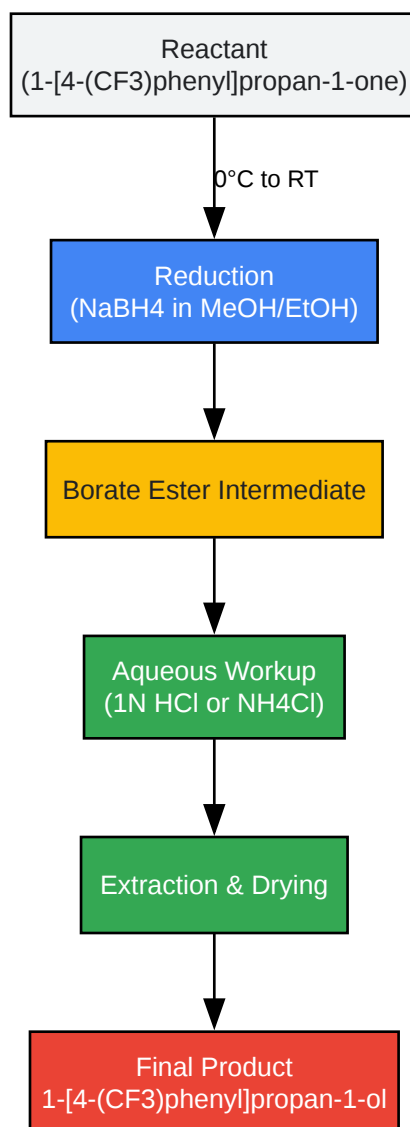 Reactant
(1-[4-(CF3)phenyl]propan-1-one)
0°C to RT
Reduction
(NaBH4 in MeOH/EtOH)
Borate Ester Intermediate
Aqueous Workup
(1N HCl or NH4Cl)
Extraction & Drying
Final Product
1-[4-(CF3)phenyl]propan-1-ol